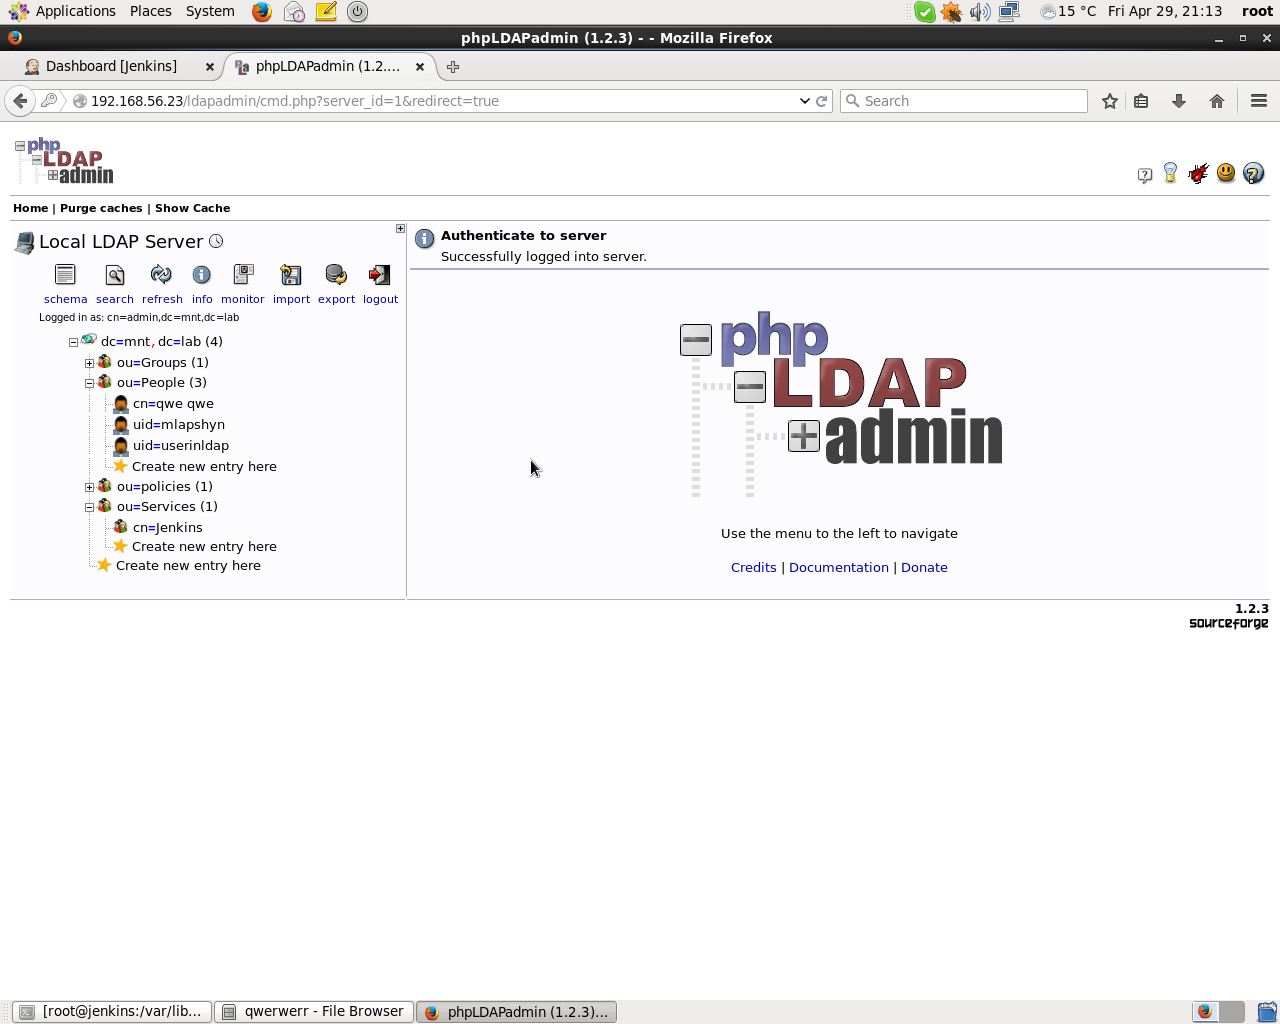 Applications Places System 15 °C Fri Apr 29, 21:13 root
phpLDAPadmin (1.2.3) - - Mozilla Firefox
Dashboard [Jenkins] phpLDAPadmin (1.2....
192.168.56.23/ldapadmin/cmd.php?server_id=1&redirect=true Search
php
LDAP
admin
Home | Purge caches | Show Cache
Local LDAP Server
schema search refresh info monitor import export logout
Logged in as: cn=admin,dc=mnt,dc=lab
dc=mnt, dc=lab (4)
ou=Groups (1)
ou=People (3)
cn=qwe qwe
uid=mlapshyn
uid=userinldap
Create new entry here
ou=policies (1)
ou=Services (1)
cn=Jenkins
Create new entry here
Create new entry here
Authenticate to server
Successfully logged into server.
php
LDAP
admin
Use the menu to the left to navigate
Credits | Documentation | Donate
1.2.3
sourceforge
[root@jenkins:/var/lib... qwerwerr - File Browser phpLDAPadmin (1.2.3)...